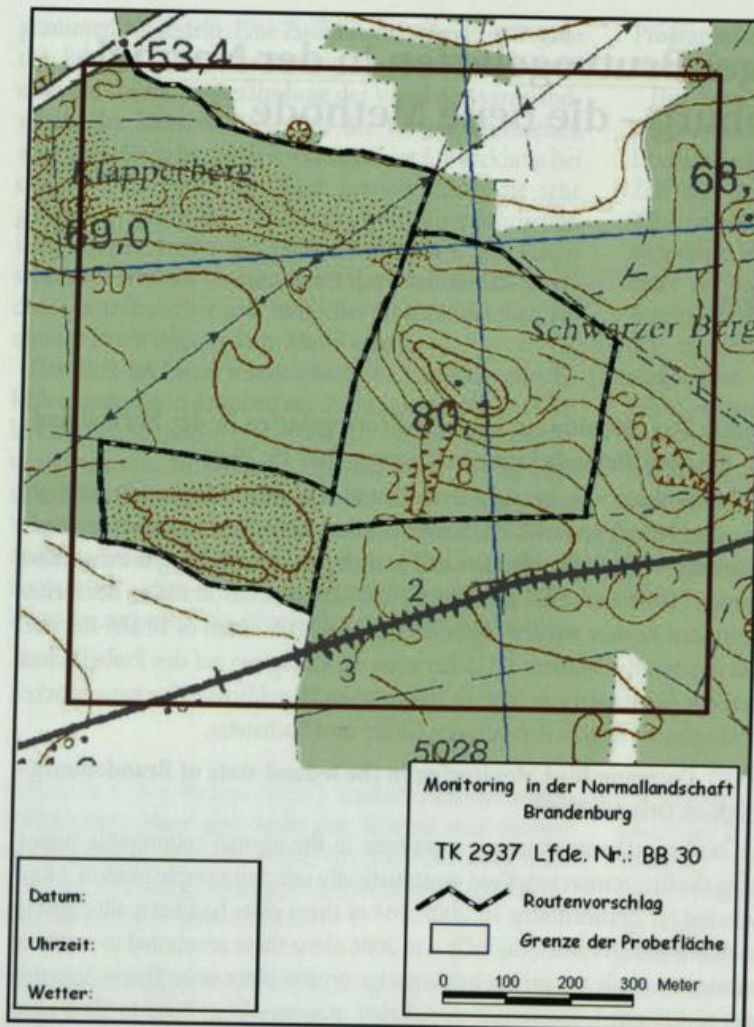 53,4
Klapperberg
68,
69,0
50
Schwarzer Berg
80,1
6
2
8
2
3
5028
Monitoring in der Normallandschaft
Brandenburg
TK 2937 Lfde. Nr.: BB 30
Routenvorschlag
Grenze der Probefläche
0 100 200 300 Meter
Datum:
Uhrzeit:
Wetter: